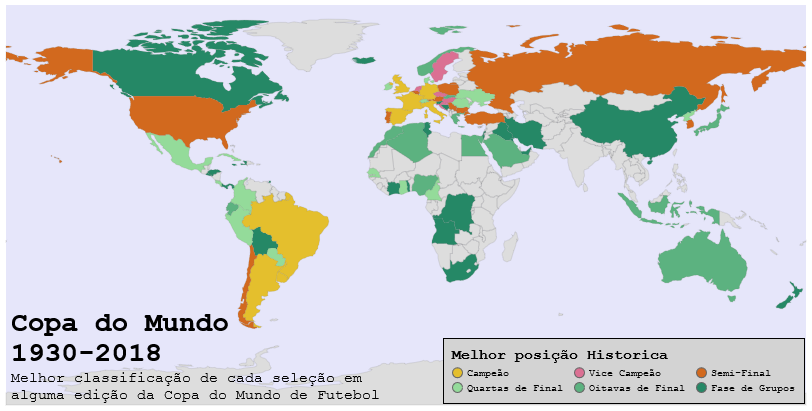 Copa do Mundo
1930-2018
Melhor classificação de cada seleção em
alguma edição da Copa do Mundo de Futebol
Melhor posição Historica
Campeão Vice Campeão Semi-Final
Quartas de Final Oitavas de Final Fase de Grupos